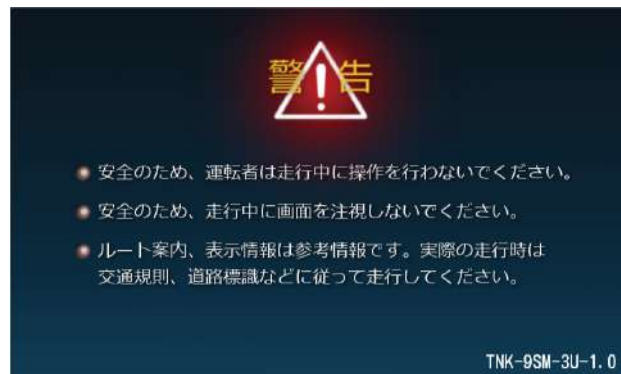 警告
安全のため、運転者は走行中に操作を行わないでください。
安全のため、走行中に画面を注視しないでください。
ルート案内、表示情報は参考情報です。実際の走行時は
交通規則、道路標識などに従って走行してください。
TNK-9SM-3U-1.0